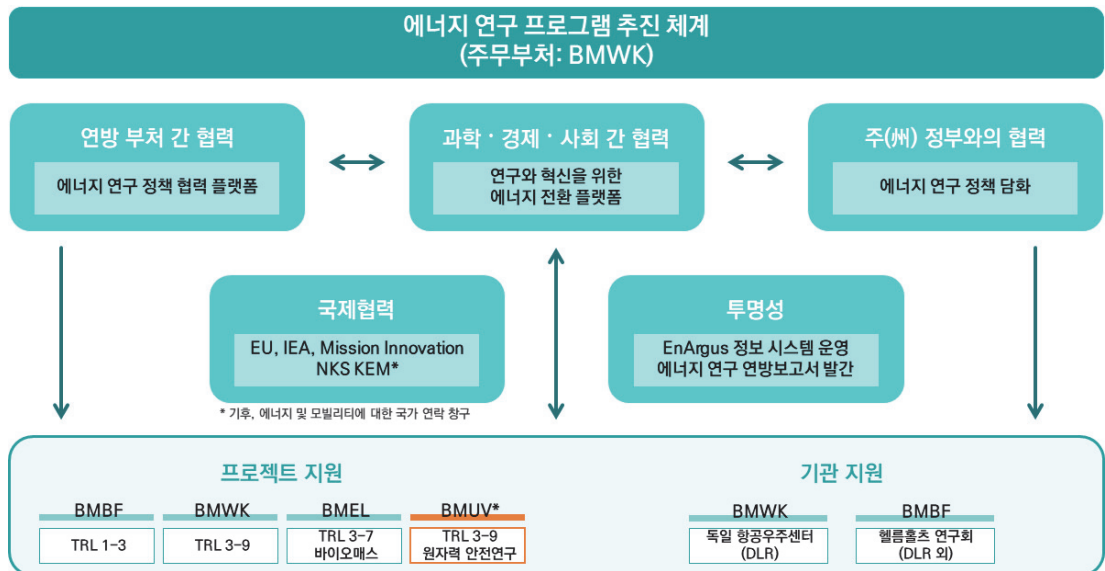 에너지 연구 프로그램 추진 체계
(주무부처: BMWK)
연방 부처 간 협력
에너지 연구 정책 협력 플랫폼
과학 · 경제 · 사회 간 협력
연구와 혁신을 위한
에너지 전환 플랫폼
주(州) 정부와의 협력
에너지 연구 정책 담화
국제협력
EU, IEA, Mission Innovation
NKS KEM*
* 기후, 에너지 및 모빌리티에 대한 국가 연락 창구
투명성
EnArgus 정보 시스템 운영
에너지 연구 연방보고서 발간
프로젝트 지원
BMBF
TRL 1-3
BMWK
TRL 3-9
BMEL
TRL 3-7
바이오매스
BMUV*
TRL 3-9
원자력 안전연구
기관 지원
BMWK
독일 항공우주센터
(DLR)
BMBF
헬름홀츠 연구회
(DLR 외)